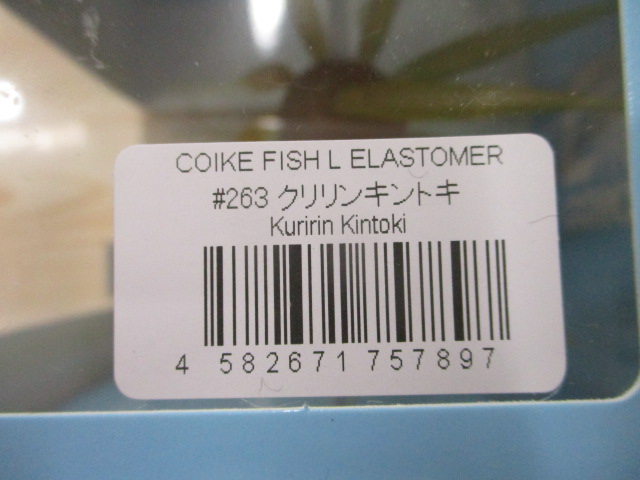 COIKE FISH L ELASTOMER
#263 クリリンキントキ
Kuririn Kintoki
4 582671 757897